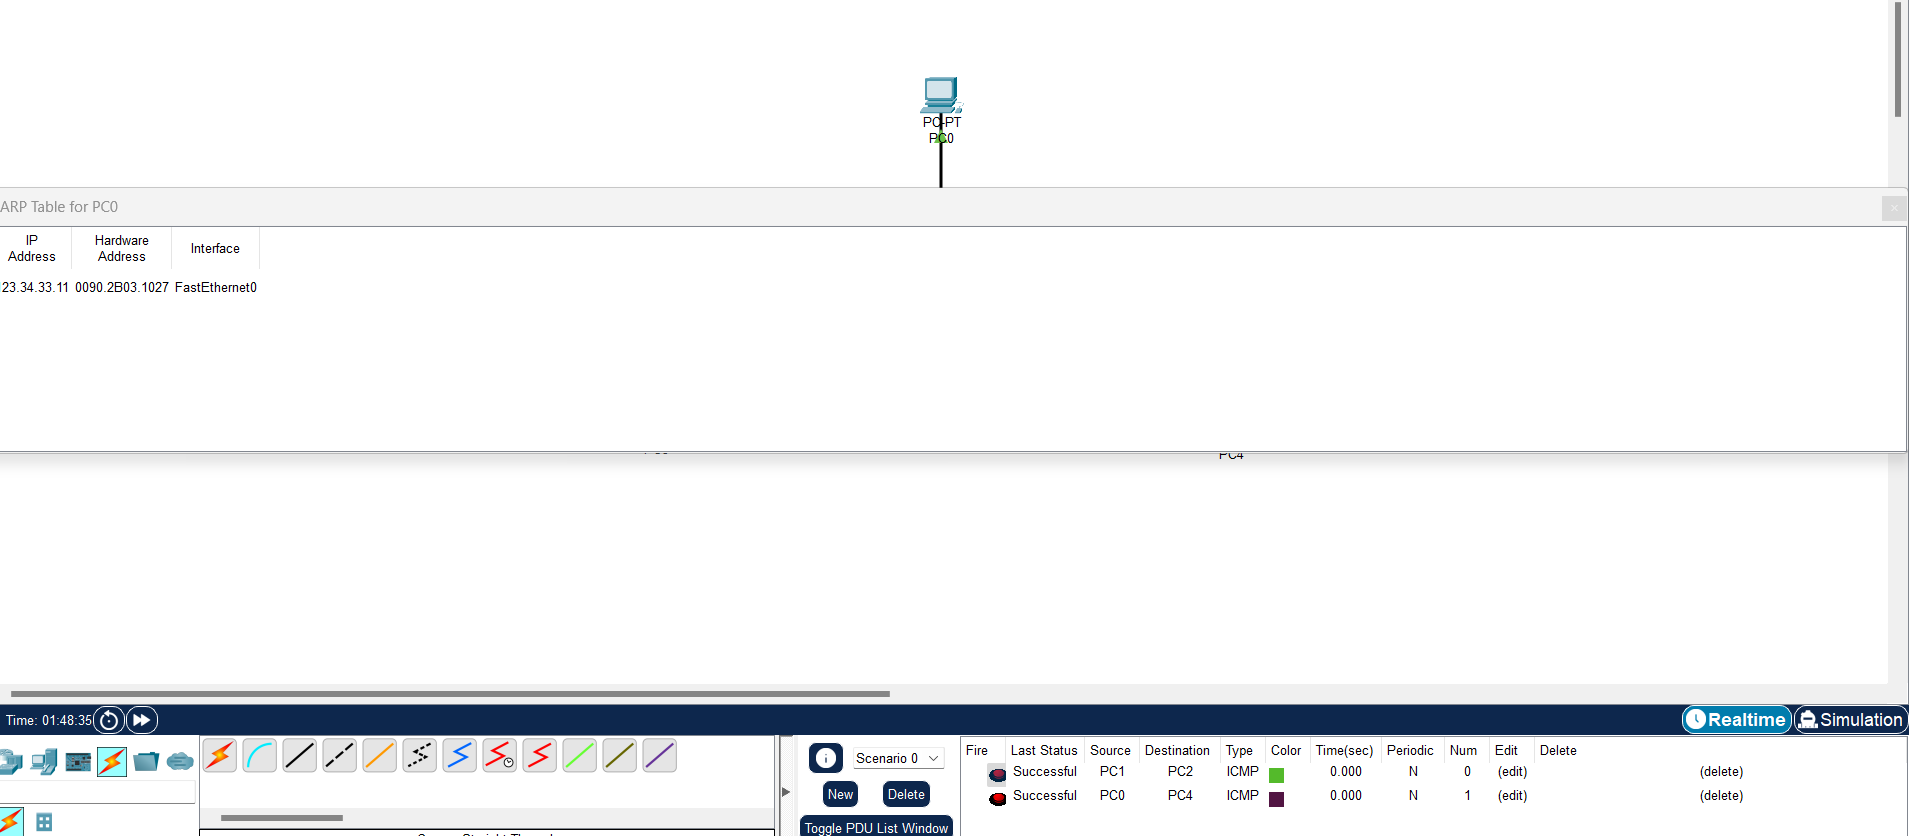 PC-PT
PC0
ARP Table for PC0
IP Address Hardware Address Interface
23.34.33.11 0090.2B03.1027 FastEthernet0
PC4
Time: 01:48:35
Realtime
Simulation
Scenario 0
New
Delete
Toggle PDU List Window
Fire Last Status Source Destination Type Color Time(sec) Periodic Num Edit Delete
Successful PC1 PC2 ICMP 0.000 N 0 (edit) (delete)
Successful PC0 PC4 ICMP 0.000 N 1 (edit) (delete)